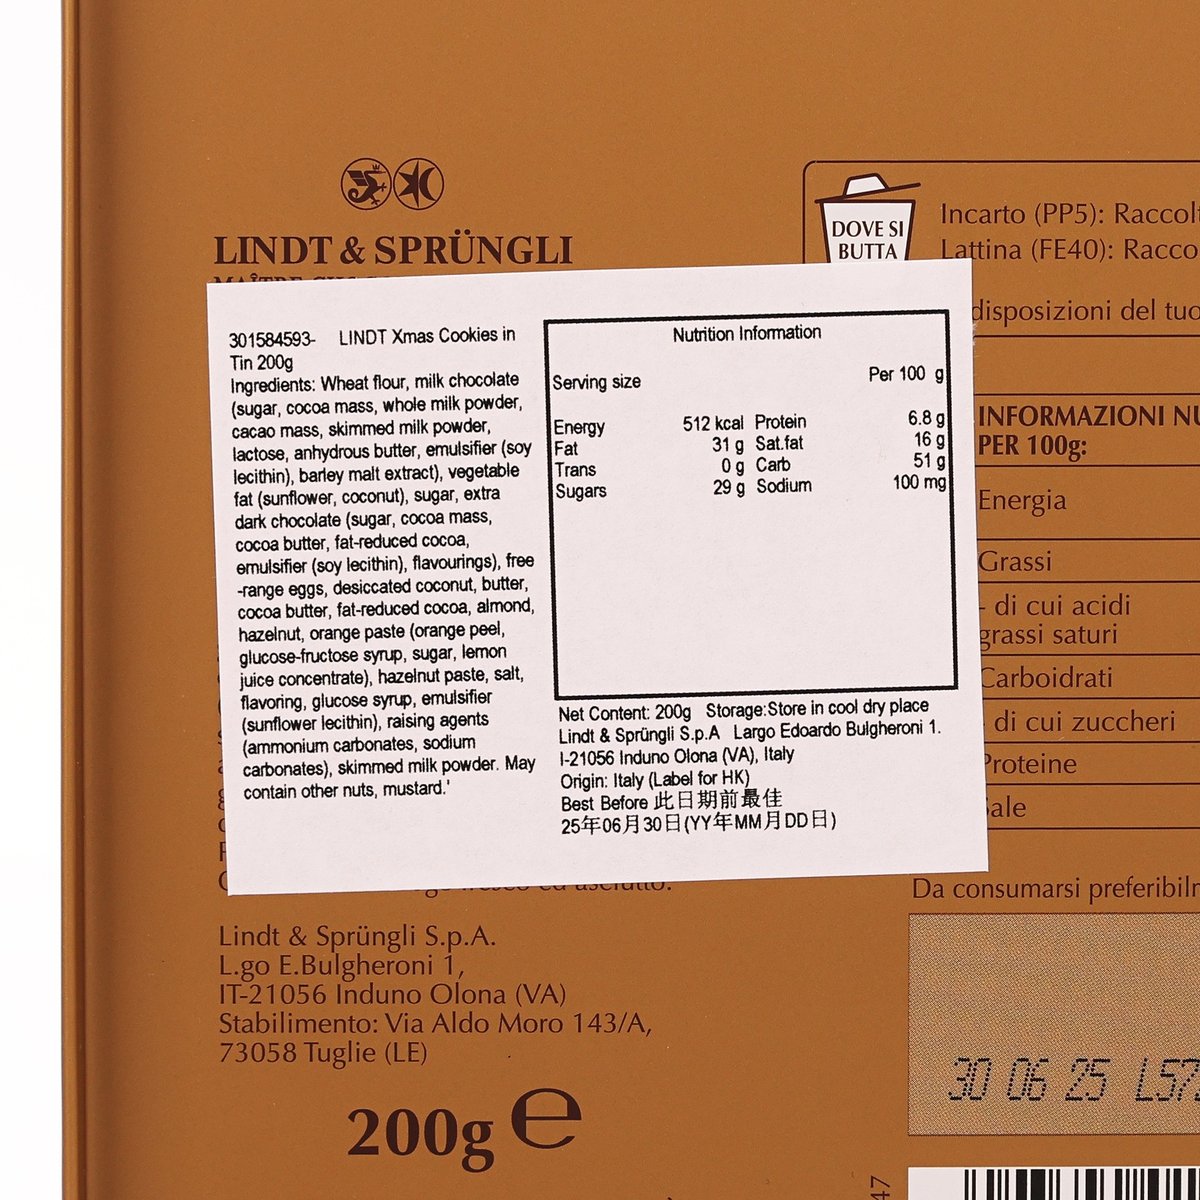 LINDT & SPRÜNGLI
DOVE SI
BUTTA
Incarto (PP5):
Lattina (FE40):
disposizioni del tuo
301584593- LINDT Xmas Cookies in
Tin 200g
Ingredients: Wheat flour, milk chocolate
(sugar, cocoa mass, whole milk powder,
cacao mass, skimmed milk powder,
lactose, anhydrous butter, emulsifier (soy
lecithin), barley malt extract), vegetable
fat (sunflower, coconut), sugar, extra
dark chocolate (sugar, cocoa mass,
cocoa butter, fat-reduced cocoa,
emulsifier (soy lecithin), flavourings), free
-range eggs, desiccated coconut, butter,
cocoa butter, fat-reduced cocoa, almond,
hazelnut, orange paste (orange peel,
glucose-fructose syrup, sugar, lemon
juice concentrate), hazelnut paste, salt,
flavoring, glucose syrup, emulsifier
(sunflower lecithin), raising agents
(ammonium carbonates, sodium
carbonates), skimmed milk powder. May
contain other nuts, mustard.'
Nutrition Information
Serving size Per 100 g
Energy 512 kcal Protein 6.8 g
Fat 31 g Sat.fat 16 g
Trans 0 g Carb 51 g
Sugars 29 g Sodium 100 mg
Net Content: 200g Storage:Store in cool dry place
Lindt & Sprüngli S.p.A Largo Edoardo Bulgheroni 1.
I-21056 Induno Olona (VA), Italy
Origin: Italy (Label for HK)
Best Before 此日期前最佳
25年06月30日(YY年MM月DD日)
INFORMAZIONI
PER 100g:
Energia
Grassi
- di cui acidi
grassi saturi
Carboidrati
- di cui zuccheri
Proteine
Sale
ed asciutto.
Da consumarsi
30 06 25 L57
Lindt & Sprüngli S.p.A.
L.go E.Bulgheroni 1,
IT-21056 Induno Olona (VA)
Stabilimento: Via Aldo Moro 143/A,
73058 Tuglie (LE)
200g e
47